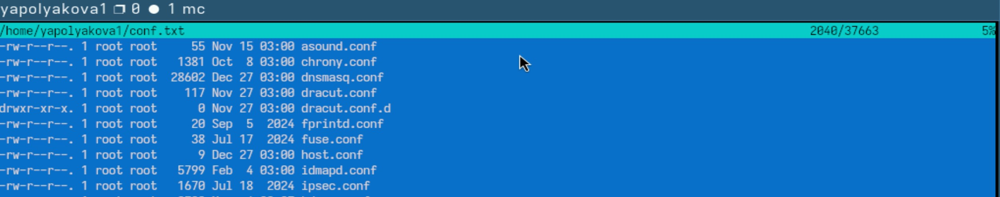 yapolyakova1 0 1 mc
/home/yapolyakova1/conf.txt 2040/37663 5%
-rw-r--r--. 1 root root    55 Nov 15 03:00 asound.conf
-rw-r--r--. 1 root root  1381 Oct  8 03:00 chrony.conf
-rw-r--r--. 1 root root 28602 Dec 27 03:00 dnsmasq.conf
-rw-r--r--. 1 root root   117 Nov 27 03:00 dracut.conf
drwxr-xr-x. 1 root root     0 Nov 27 03:00 dracut.conf.d
-rw-r--r--. 1 root root    20 Sep  5  2024 fprintd.conf
-rw-r--r--. 1 root root    38 Jul 17  2024 fuse.conf
-rw-r--r--. 1 root root     9 Dec 27 03:00 host.conf
-rw-r--r--. 1 root root  5799 Feb  4 03:00 idmapd.conf
-rw-r--r--. 1 root root  1670 Jul 18  2024 ipsec.conf